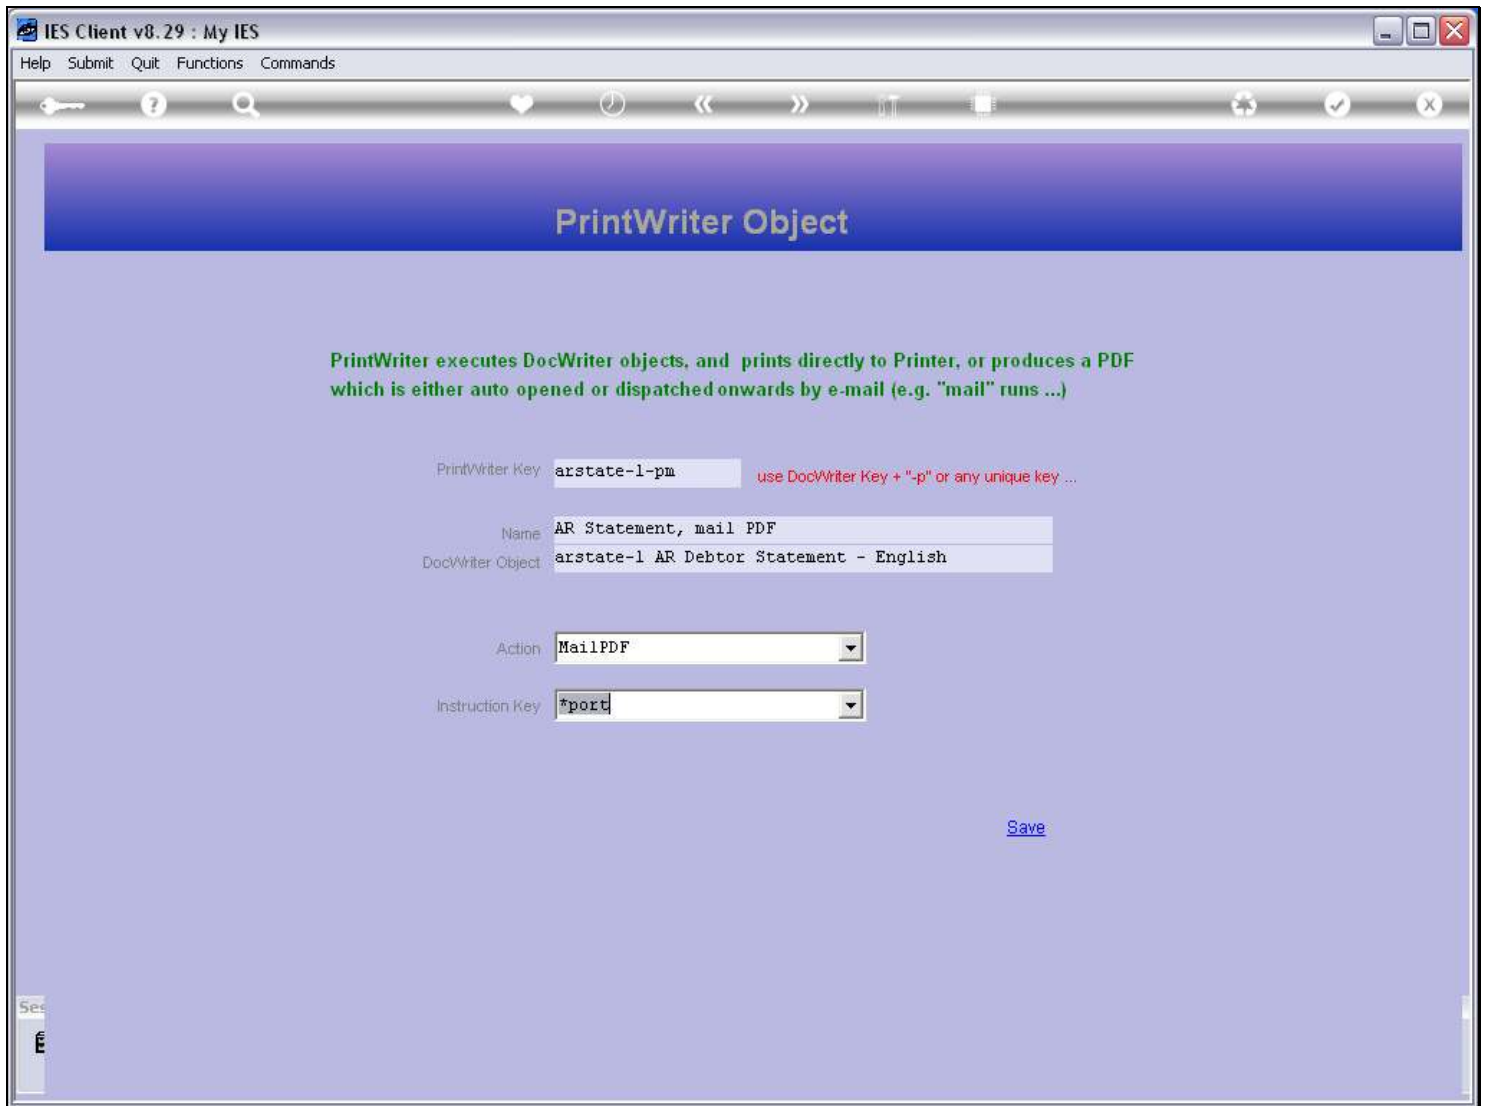 IES Client v8.29 : My IES
Help Submit Quit Functions Commands
PrintWriter Object
PrintWriter executes DocWriter objects, and prints directly to Printer, or produces a PDF
which is either auto opened or dispatched onwards by e-mail (e.g. "mail" runs ...)
PrintWriter Key arstate-1-pm use DocWriter Key + "-p" or any unique key ...
Name AR Statement, mail PDF
DocWriter Object arstate-1 AR Debtor Statement - English
Action MailPDF
Instruction Key *port
Save